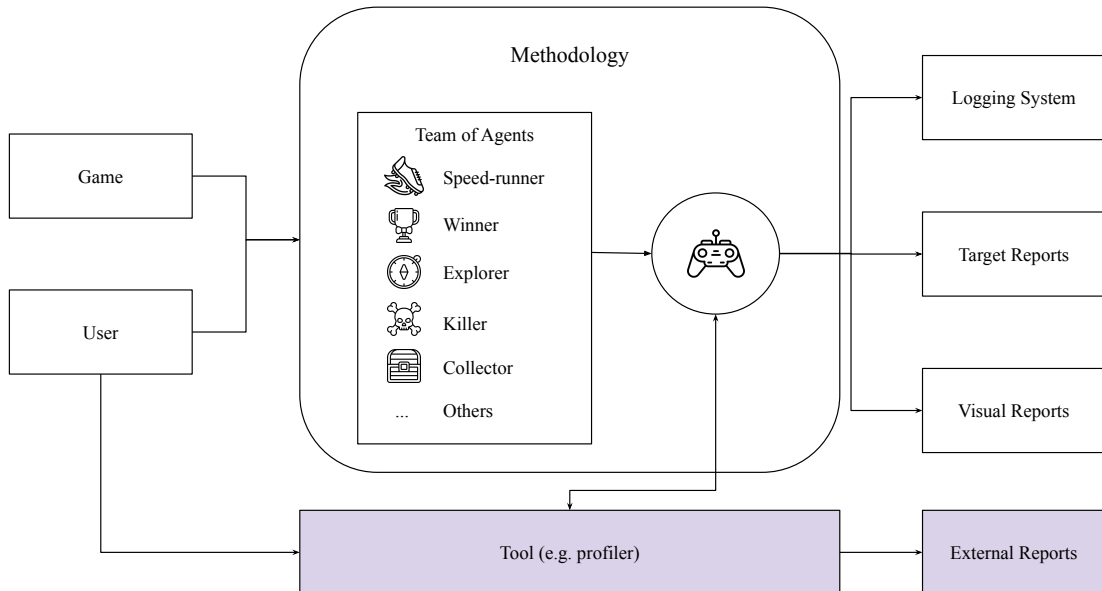 Methodology
Team of Agents
Speed-runner
Winner
Explorer
Killer
Collector
... Others
Game
User
Logging System
Target Reports
Visual Reports
Tool (e.g. profiler)
External Reports